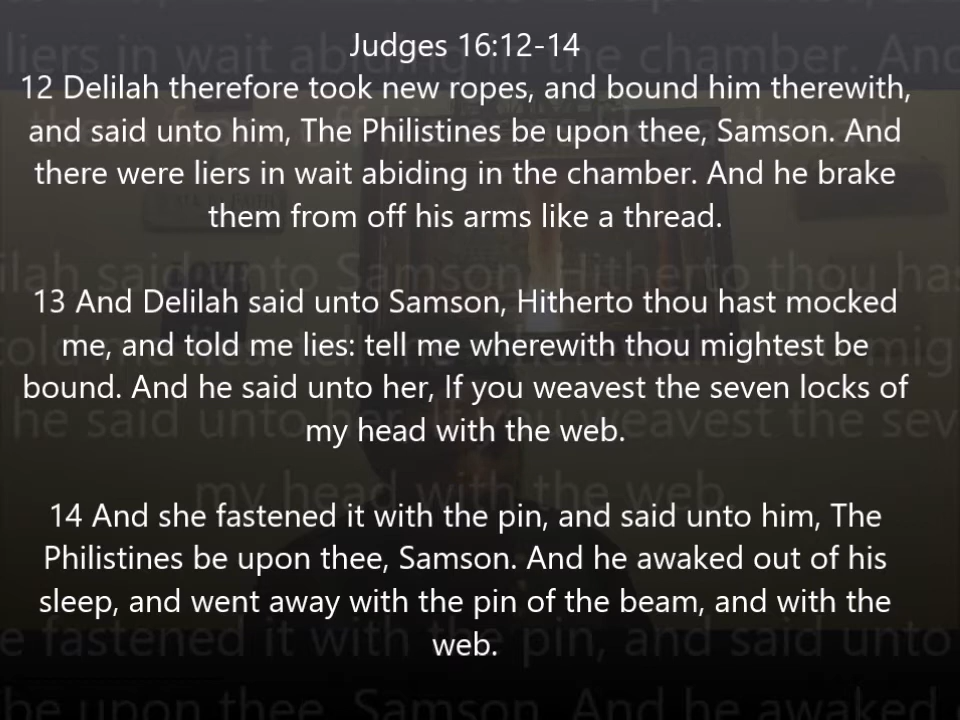 Judges 16:12-14
12 Delilah therefore took new ropes, and bound him therewith,
and said unto him, The Philistines be upon thee, Samson. And
there were liers in wait abiding in the chamber. And he brake
them from off his arms like a thread.
13 And Delilah said unto Samson, Hitherto thou hast mocked
me, and told me lies: tell me wherewith thou mightest be
bound. And he said unto her, If you weavest the seven locks of
my head with the web.
14 And she fastened it with the pin, and said unto him, The
Philistines be upon thee, Samson. And he awaked out of his
sleep, and went away with the pin of the beam, and with the
web.